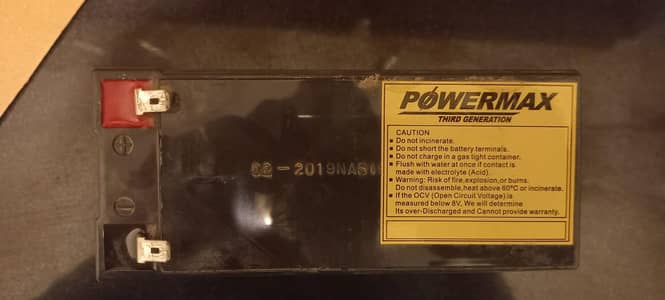 POWERMAX
THIRD GENERATION
CAUTION
● Do not incinerate.
● Do not short the battery terminals.
● Do not charge in a gas tight container.
● Flush with water at once if contact is
made with electrolyte (Acid).
● Warning: Risk of fire,explosion,or burns.
Do not disassemble,heat above 60°C or incinerate.
● If the OCV (Open Circuit Voltage) is
measured below 8V, We will determine
Its over-Discharged and Cannot provide warranty.
+
−